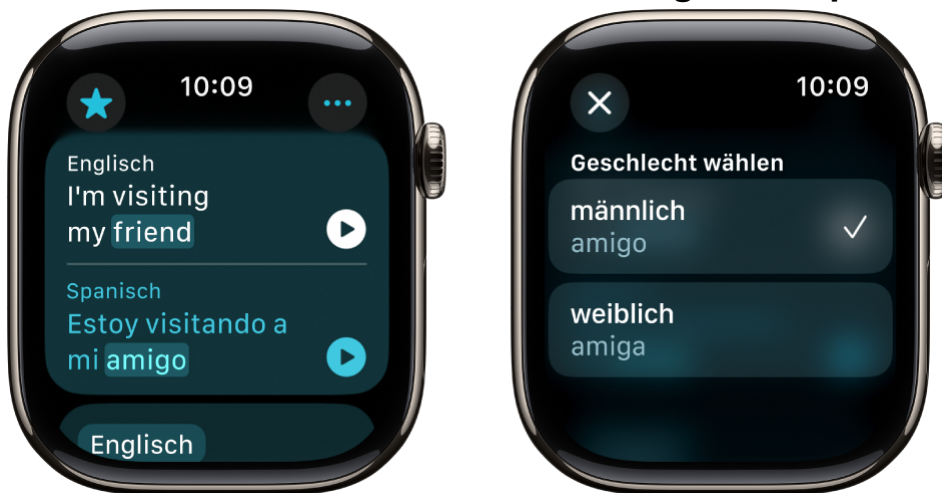 10:09
Englisch
I'm visiting
my friend
Spanisch
Estoy visitando a
mi amigo
Englisch
10:09
Geschlecht wählen
männlich
amigo
weiblich
amiga